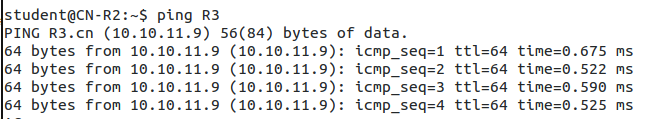 student@CN-R2:~$ ping R3
PING R3.cn (10.10.11.9) 56(84) bytes of data.
64 bytes from 10.10.11.9 (10.10.11.9): icmp_seq=1 ttl=64 time=0.675 ms
64 bytes from 10.10.11.9 (10.10.11.9): icmp_seq=2 ttl=64 time=0.522 ms
64 bytes from 10.10.11.9 (10.10.11.9): icmp_seq=3 ttl=64 time=0.590 ms
64 bytes from 10.10.11.9 (10.10.11.9): icmp_seq=4 ttl=64 time=0.525 ms